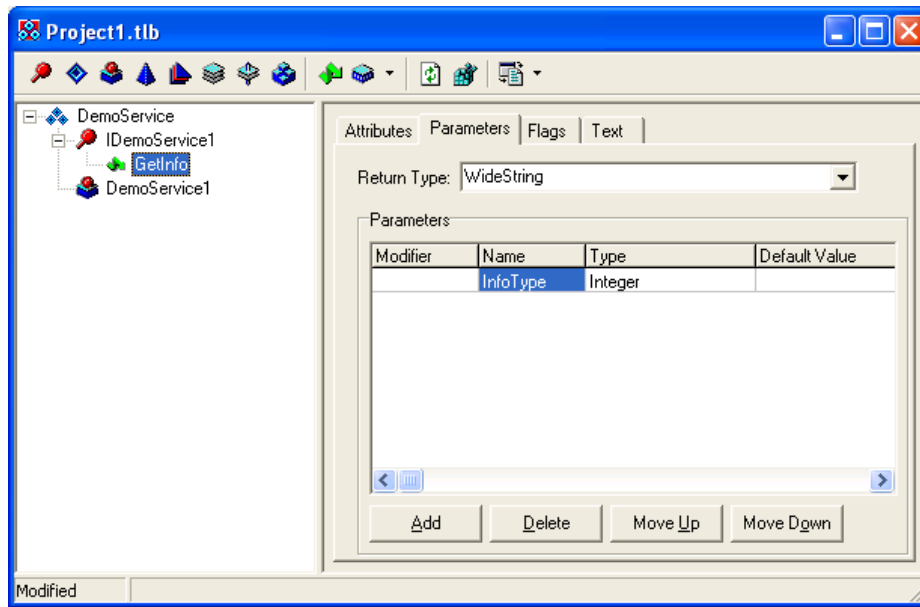 Project1.tlb
DemoService
IDemoService1
GetInfo
DemoService1
Attributes Parameters Flags Text
Return Type: WideString
Parameters
Modifier Name Type Default Value
InfoType Integer
Add Delete Move Up Move Down
Modified